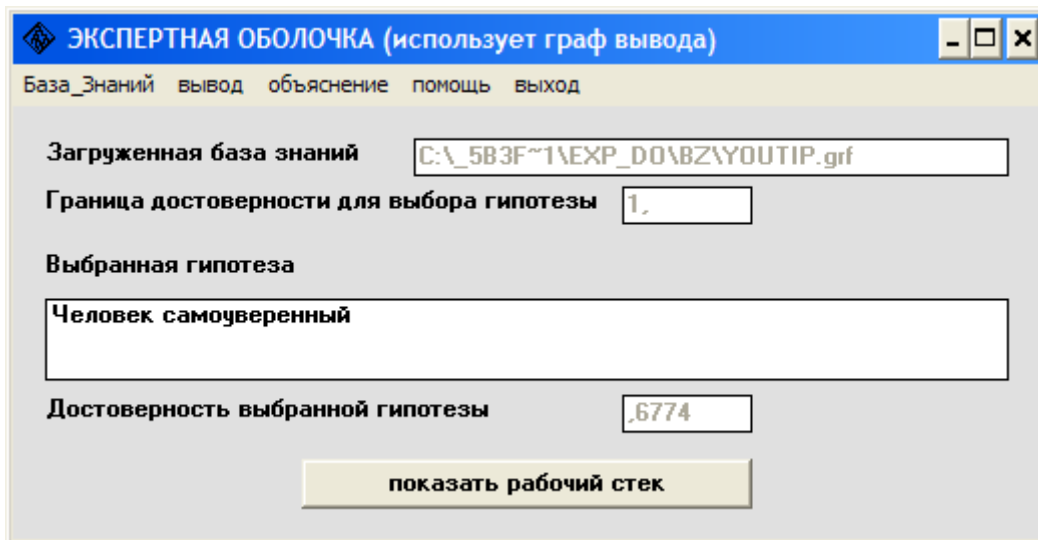 ЭКСПЕРТНАЯ ОБОЛОЧКА (использует граф вывода)
База_Знаний вывод объяснение помощь выход
Загруженная база знаний C:\_5B3F~1\EXP_DO\BZ\YOUTIP.grf
Граница достоверности для выбора гипотезы 1,
Выбранная гипотеза
Человек самоуверенный
Достоверность выбранной гипотезы ,6774
показать рабочий стек